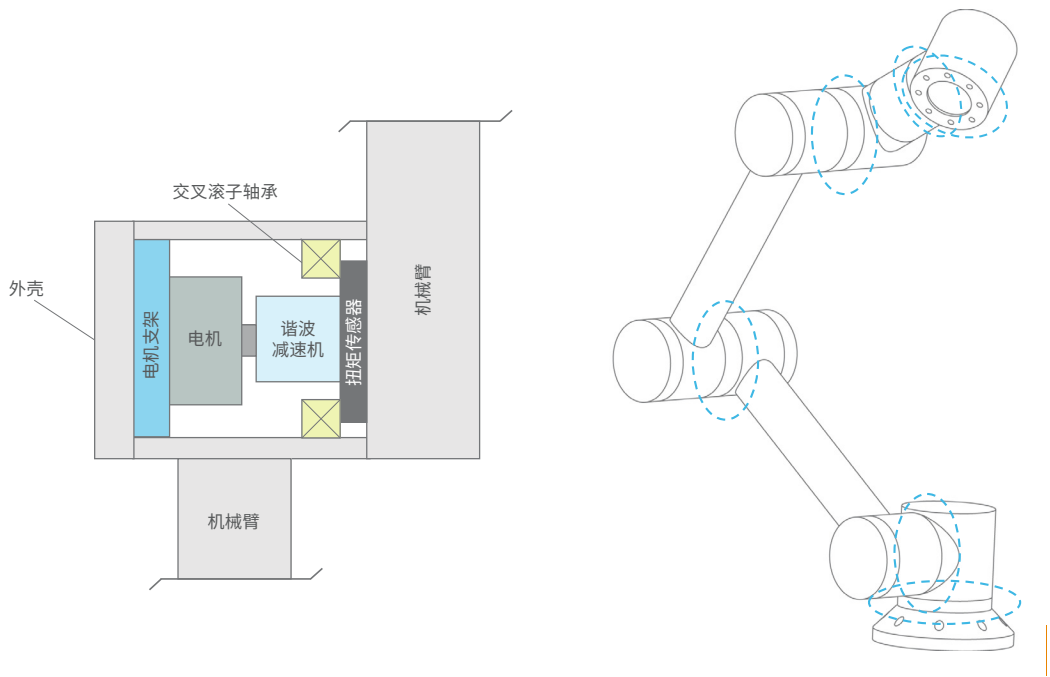 交叉滚子轴承
外壳
电机支架
电机
谐波
减速机
扭矩传感器
机械臂
机械臂